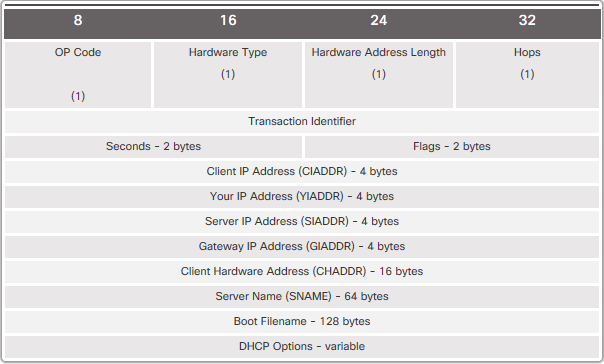 8 16 24 32
OP Code Hardware Type Hardware Address Length Hops
(1) (1) (1)
(1)
Transaction Identifier
Seconds – 2 bytes Flags – 2 bytes
Client IP Address (CIADDR) – 4 bytes
Your IP Address (YIADDR) – 4 bytes
Server IP Address (SIADDR) – 4 bytes
Gateway IP Address (GIADDR) – 4 bytes
Client Hardware Address (CHADDR) – 16 bytes
Server Name (SNAME) – 64 bytes
Boot Filename – 128 bytes
DHCP Options – variable